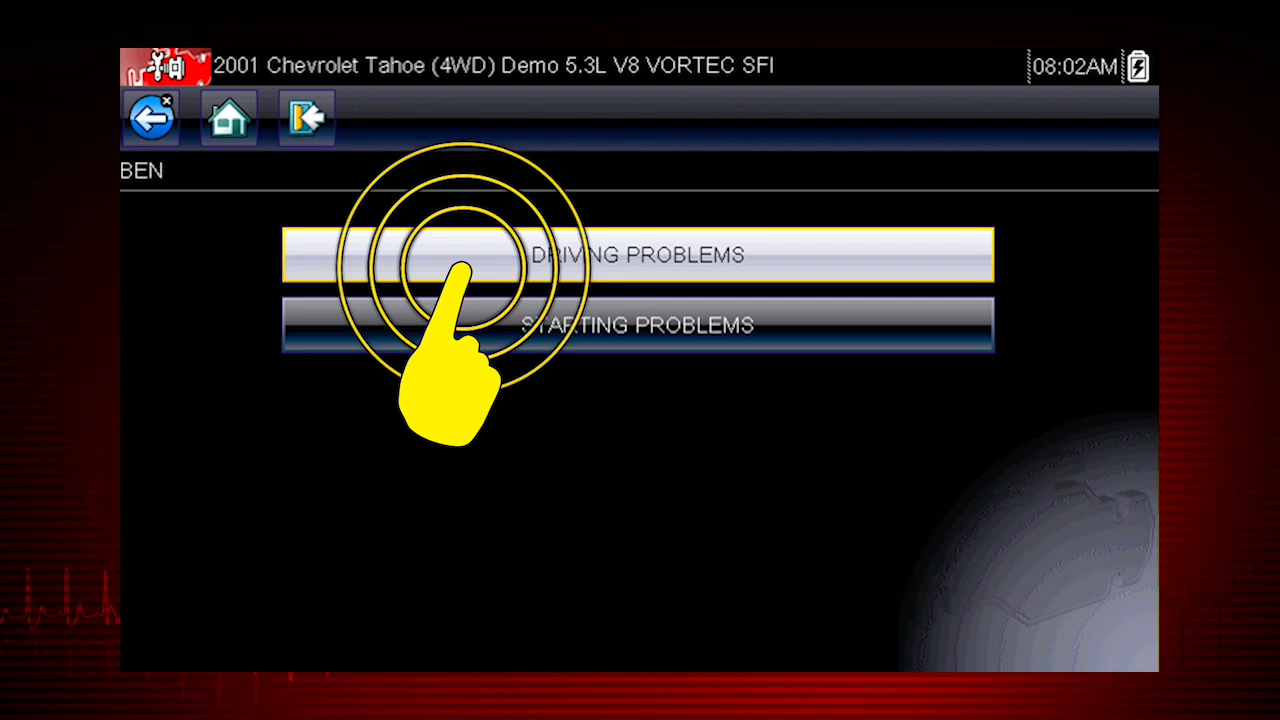 2001 Chevrolet Tahoe (4WD) Demo 5.3L V8 VORTEC SFI
08:02AM
BEN
DRIVING PROBLEMS
STARTING PROBLEMS